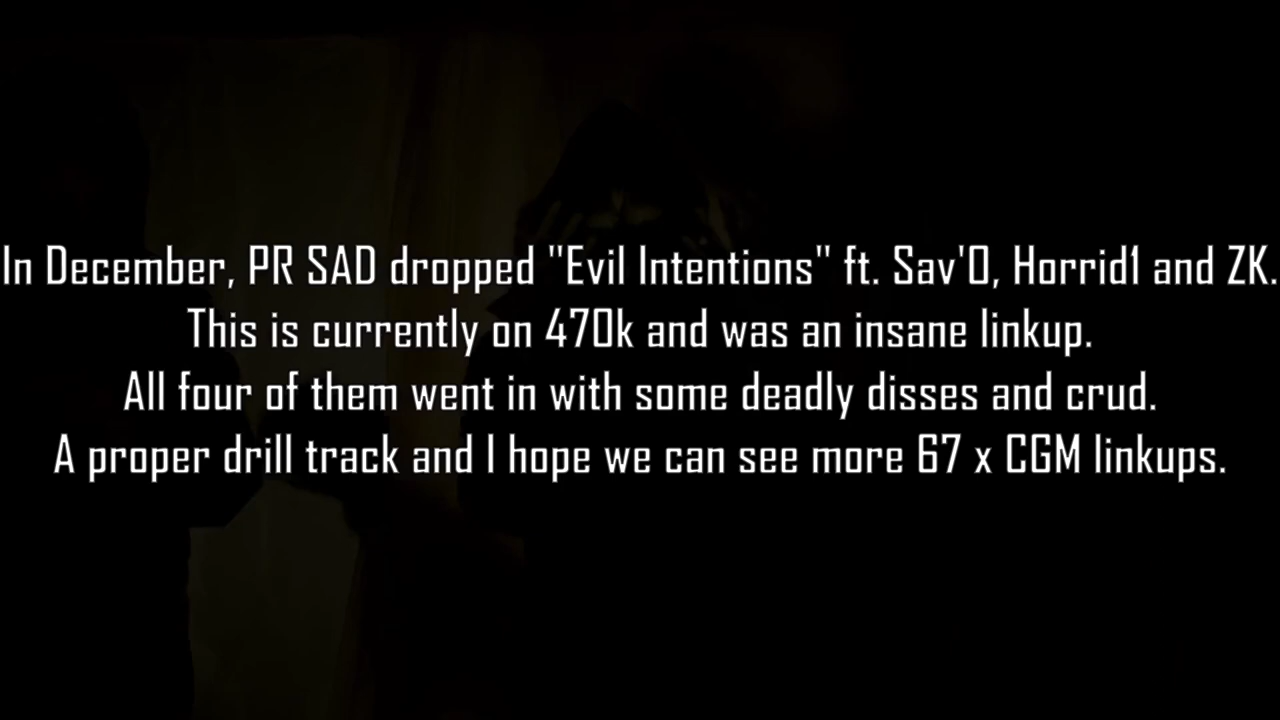 In December, PR SAD dropped "Evil Intentions" ft. Sav'O, Horrid1 and ZK.
This is currently on 470k and was an insane linkup.
All four of them went in with some deadly disses and crud.
A proper drill track and I hope we can see more 67 x CGM linkups.